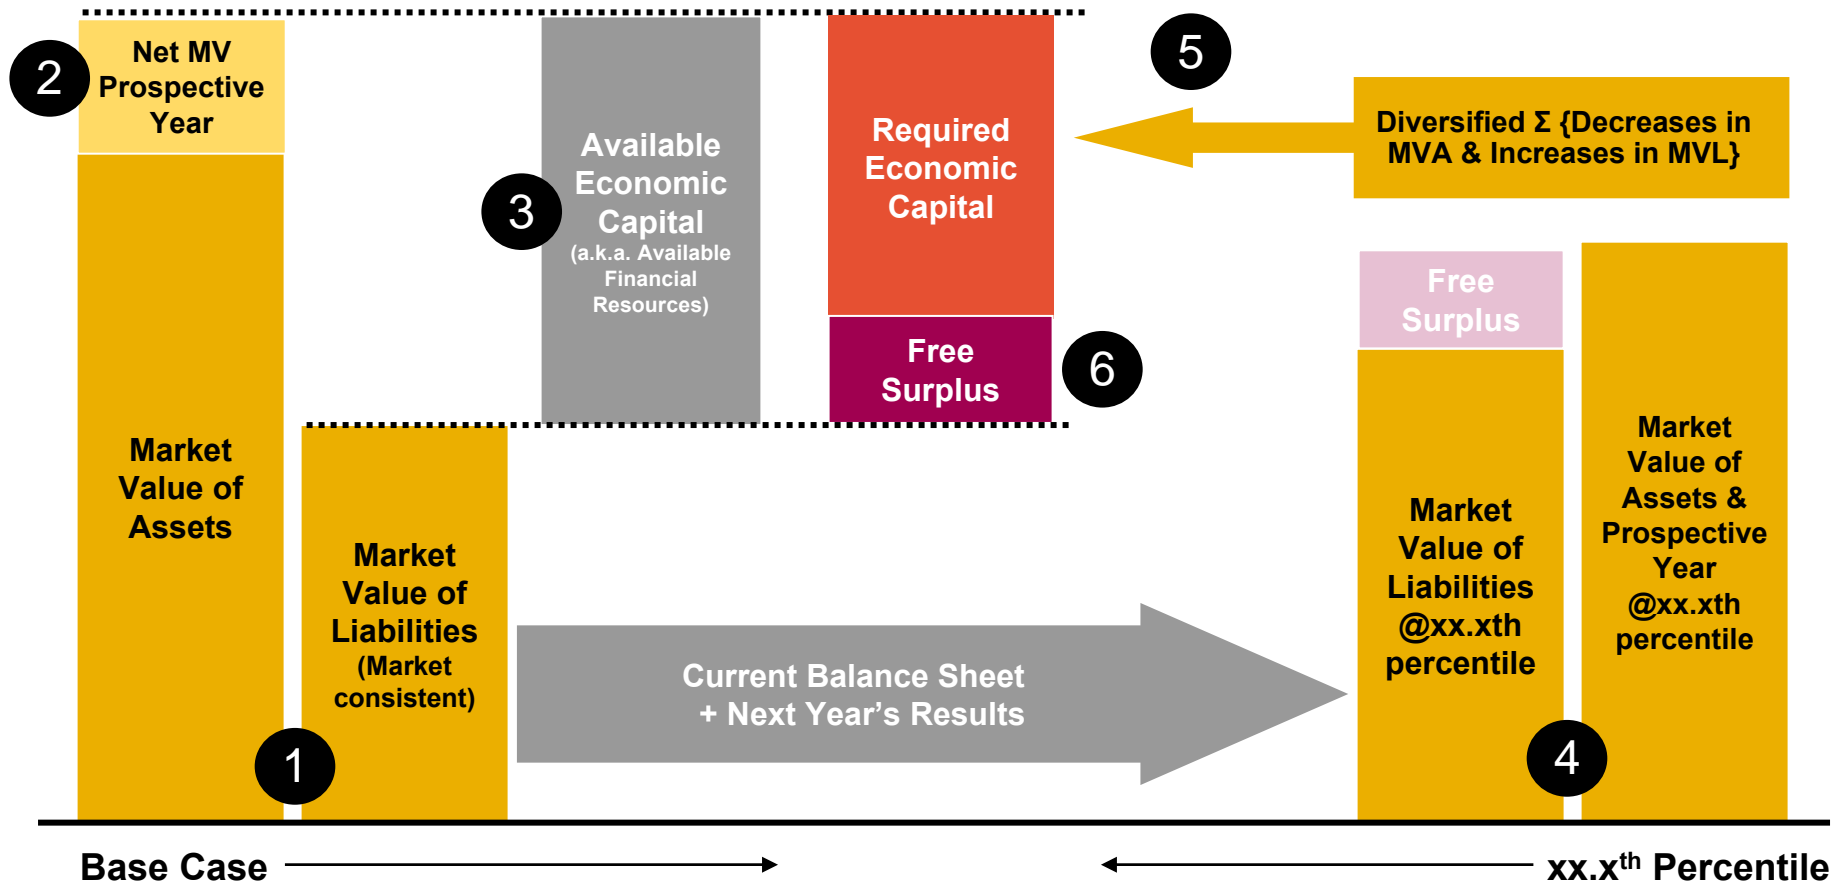 2
Net MV
Prospective
Year
Market
Value of
Assets
1
Market
Value of
Liabilities
(Market
consistent)
3
Available
Economic
Capital
(a.k.a. Available
Financial
Resources)
Required
Economic
Capital
Free
Surplus
6
5
Diversified Σ {Decreases in
MVA & Increases in MVL}
Current Balance Sheet
+ Next Year’s Results
Free
Surplus
Market
Value of
Liabilities
@xx.xth
percentile
4
Market
Value of
Assets &
Prospective
Year
@xx.xth
percentile
Base Case
xx.xth Percentile